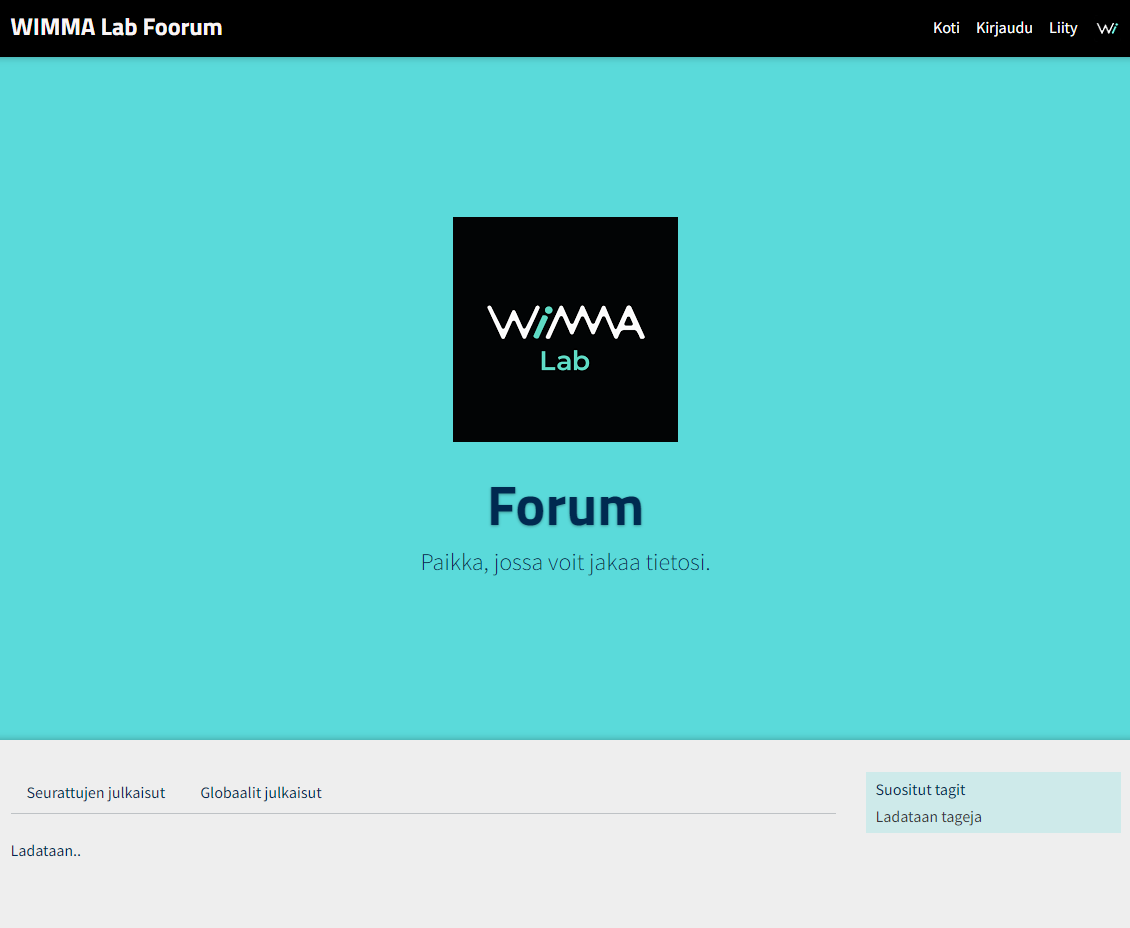 WIMMA Lab Foorum
Koti Kirjaudu Liity Wi
WiMMA
Lab
Forum
Paikka, jossa voit jakaa tietosi.
Seurattujen julkaisut Globaalit julkaisut
Suositut tagit
Ladataan tageja
Ladataan..